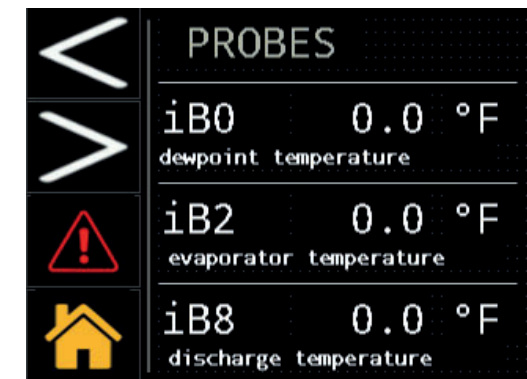 PROBES
iB0 0.0 °F
dewpoint temperature
iB2 0.0 °F
evaporator temperature
iB8 0.0 °F
discharge temperature